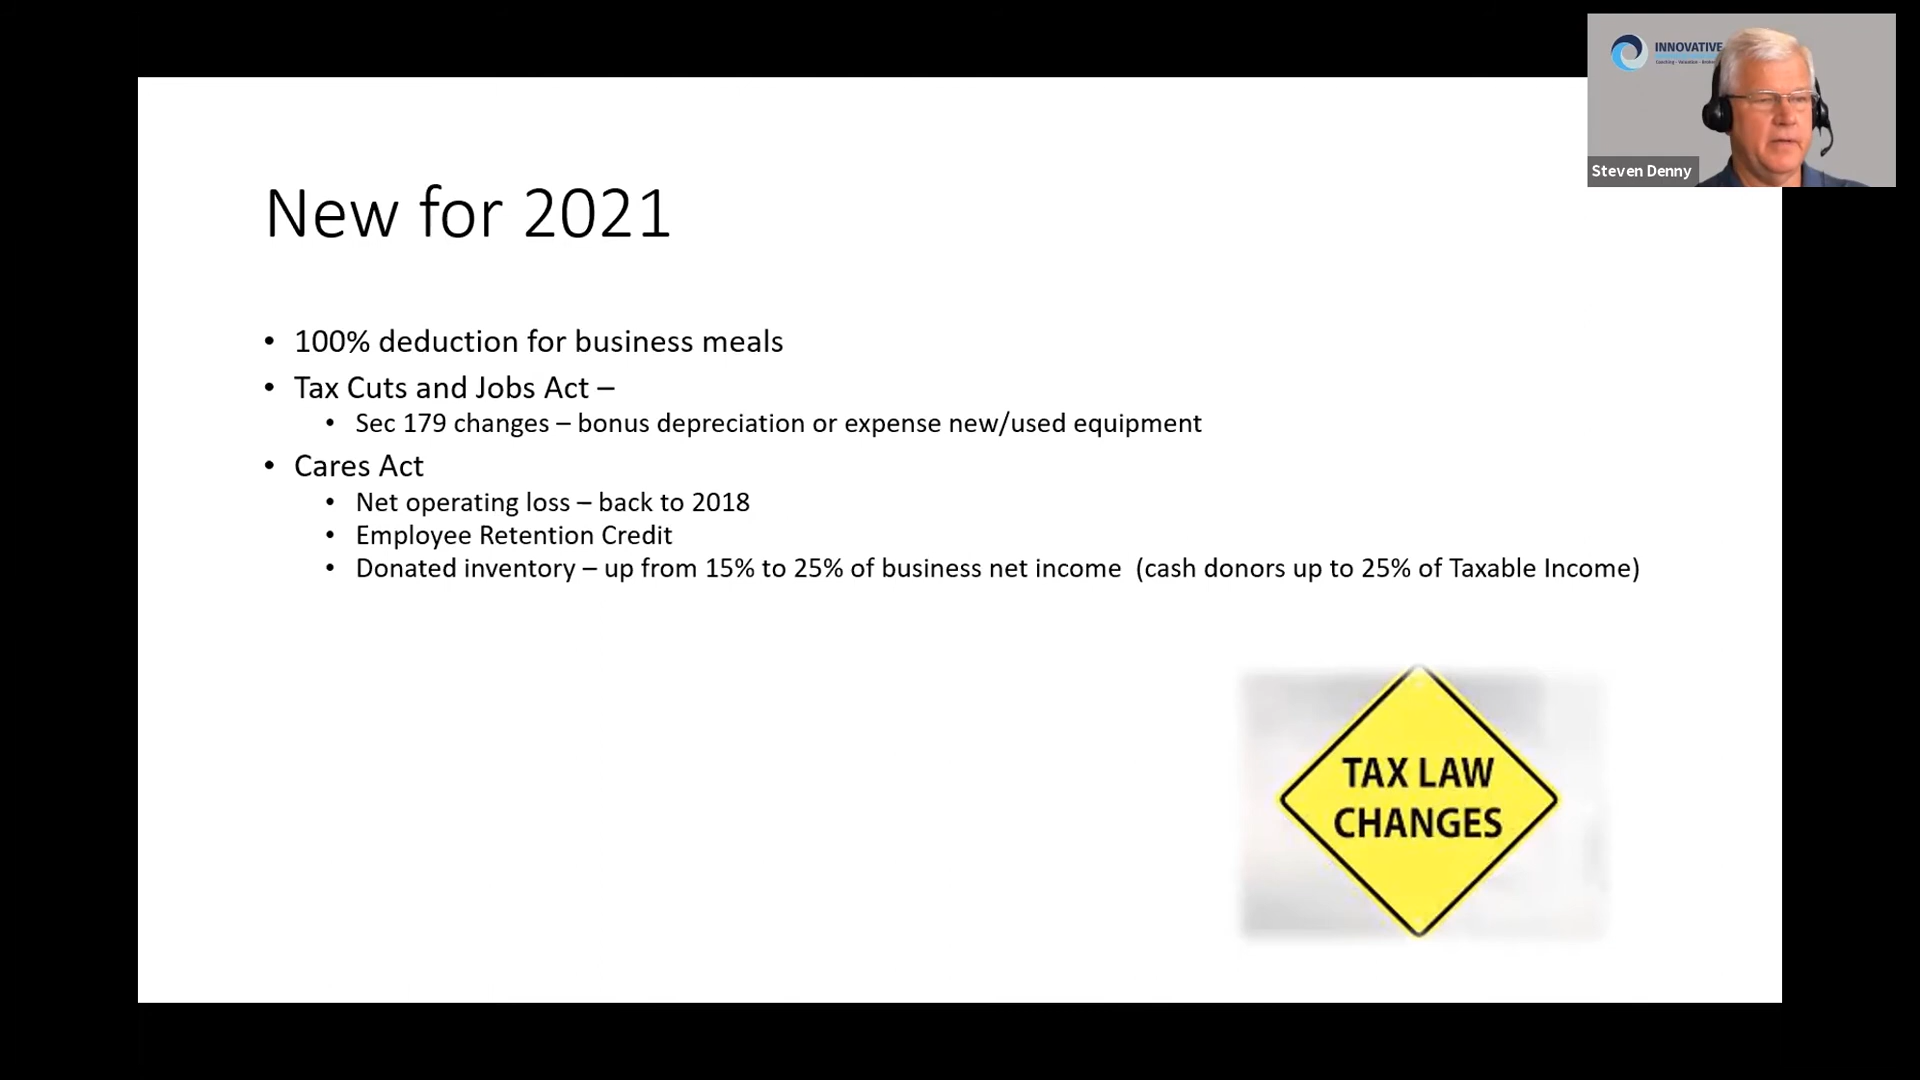 INNOVATIVE
Steven Denny
New for 2021
• 100% deduction for business meals
• Tax Cuts and Jobs Act –
• Sec 179 changes – bonus depreciation or expense new/used equipment
• Cares Act
• Net operating loss – back to 2018
• Employee Retention Credit
• Donated inventory – up from 15% to 25% of business net income (cash donors up to 25% of Taxable Income)
TAX LAW
CHANGES